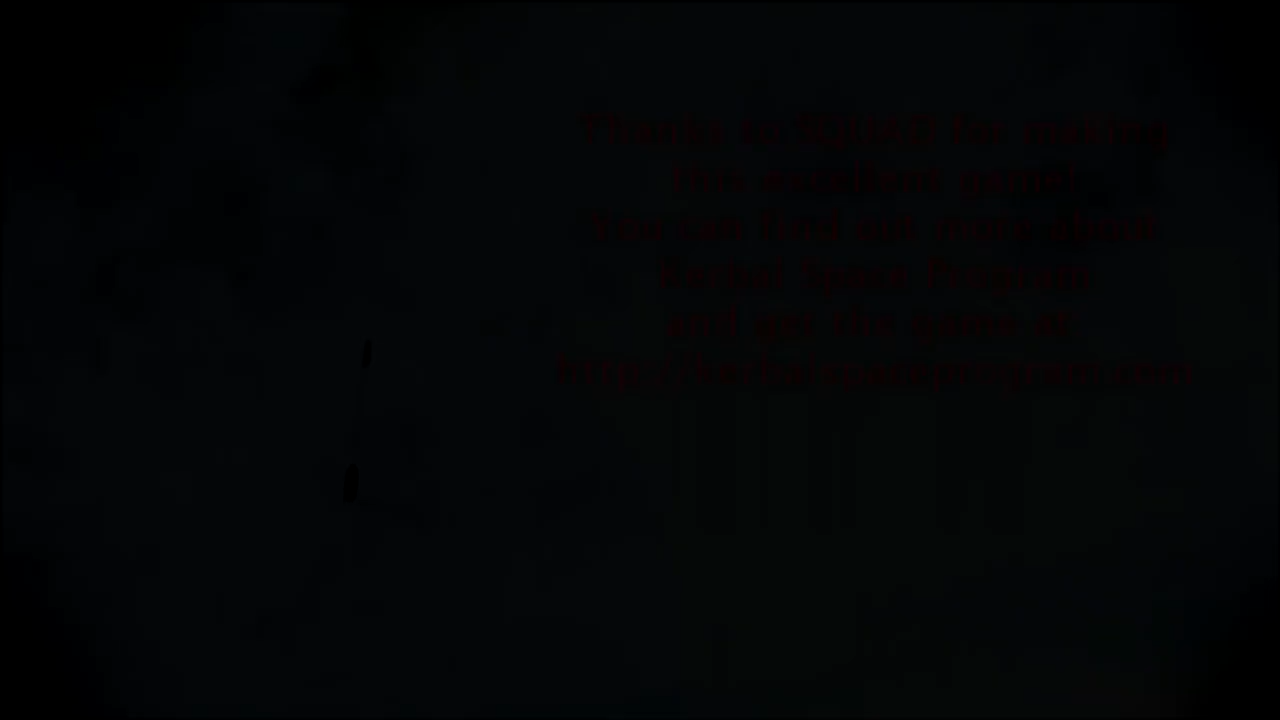 Thanks to SQUAD for making
this excellent game!
You can find out more about
Kerbal Space Program
and get the game at
http://kerbalspaceprogram.com